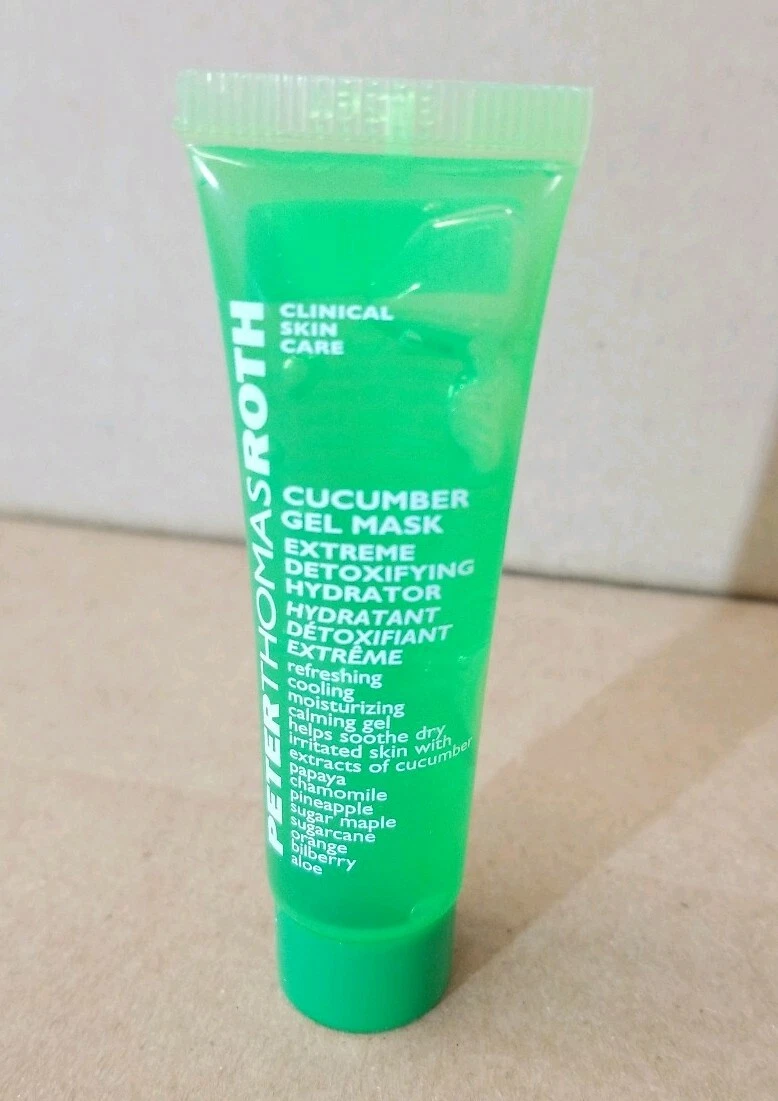 PETERTHOMASROTH
CLINICAL
SKIN
CARE
CUCUMBER
GEL MASK
EXTREME
DETOXIFYING
HYDRATOR
HYDRATANT
DÉTOXIFIANT
EXTRÊME
refreshing
cooling
moisturizing
calming gel
helps soothe dry,
irritated skin with
extracts of cucumber
papaya
chamomile
pineapple
sugar maple
sugarcane
orange
bilberry
aloe